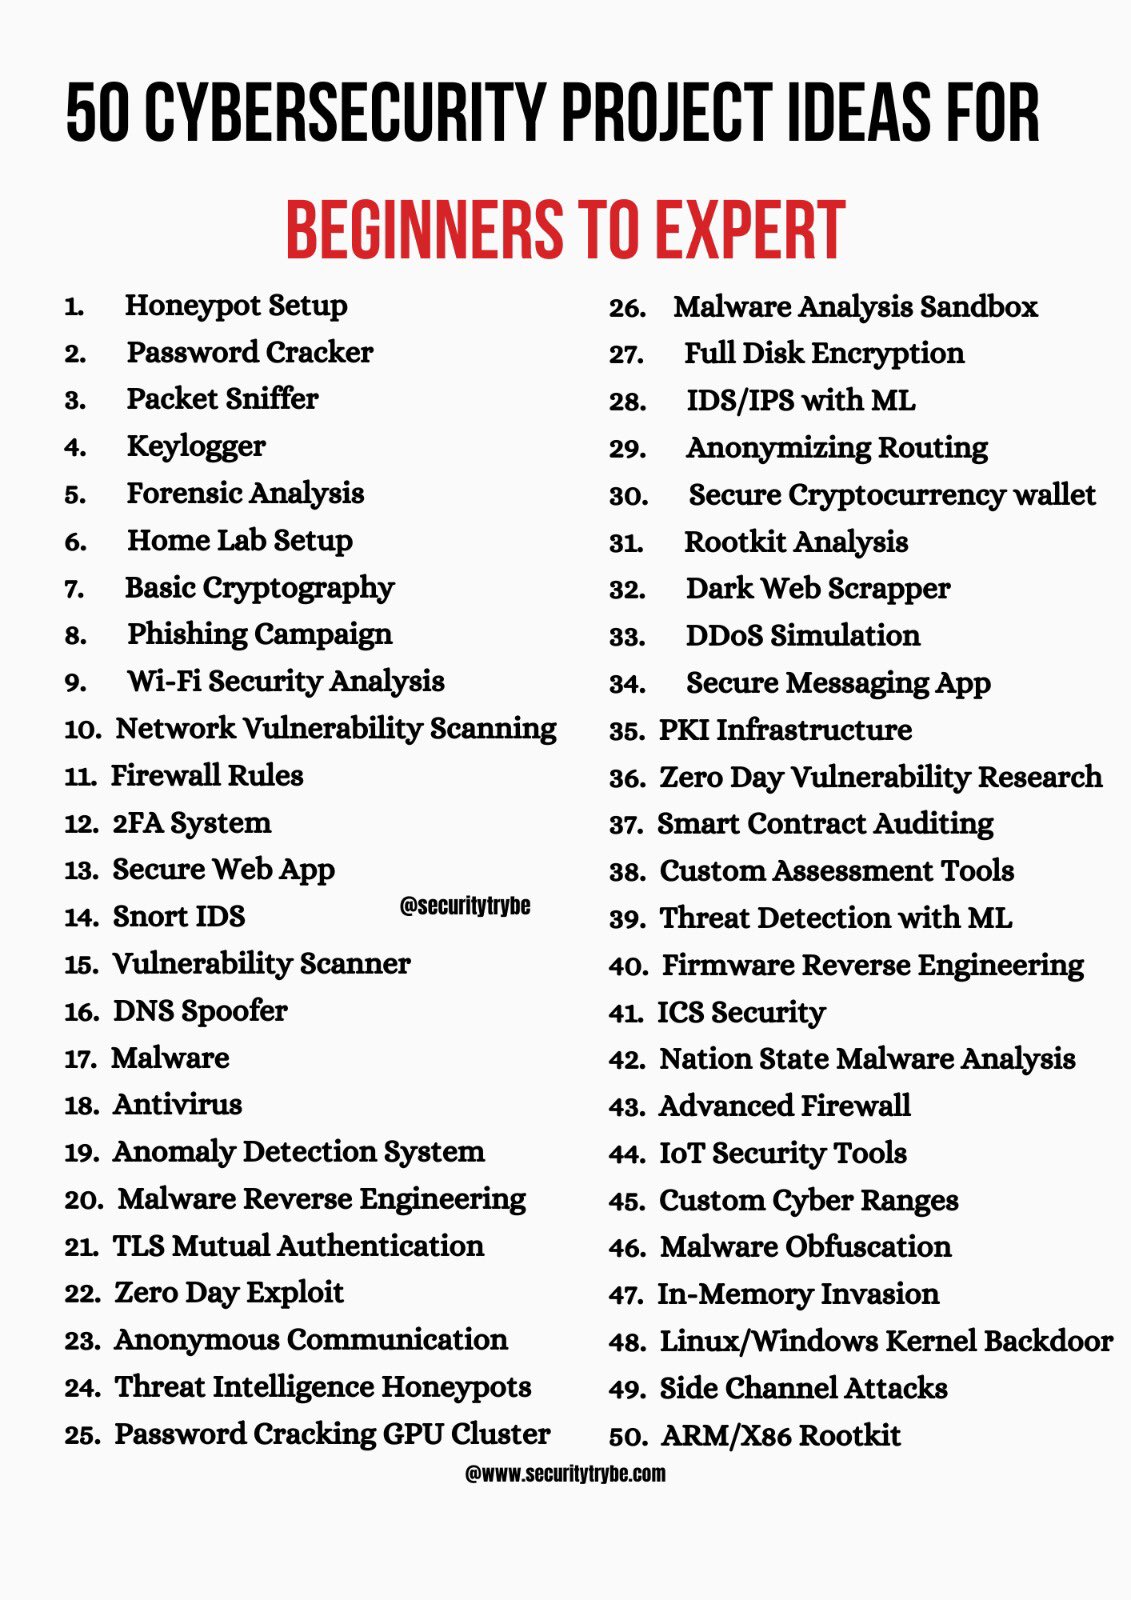 50 CYBERSECURITY PROJECT IDEAS FOR
BEGINNERS TO EXPERT
1. Honeypot Setup
2. Password Cracker
3. Packet Sniffer
4. Keylogger
5. Forensic Analysis
6. Home Lab Setup
7. Basic Cryptography
8. Phishing Campaign
9. Wi-Fi Security Analysis
10. Network Vulnerability Scanning
11. Firewall Rules
12. 2FA System
13. Secure Web App
14. Snort IDS
15. Vulnerability Scanner
16. DNS Spoofer
17. Malware
18. Antivirus
19. Anomaly Detection System
20. Malware Reverse Engineering
21. TLS Mutual Authentication
22. Zero Day Exploit
23. Anonymous Communication
24. Threat Intelligence Honeypots
25. Password Cracking GPU Cluster
@securitytrybe
26. Malware Analysis Sandbox
27. Full Disk Encryption
28. IDS/IPS with ML
29. Anonymizing Routing
30. Secure Cryptocurrency wallet
31. Rootkit Analysis
32. Dark Web Scrapper
33. DDoS Simulation
34. Secure Messaging App
35. PKI Infrastructure
36. Zero Day Vulnerability Research
37. Smart Contract Auditing
38. Custom Assessment Tools
39. Threat Detection with ML
40. Firmware Reverse Engineering
41. ICS Security
42. Nation State Malware Analysis
43. Advanced Firewall
44. IoT Security Tools
45. Custom Cyber Ranges
46. Malware Obfuscation
47. In-Memory Invasion
48. Linux/Windows Kernel Backdoor
49. Side Channel Attacks
50. ARM/X86 Rootkit
@www.securitytrybe.com